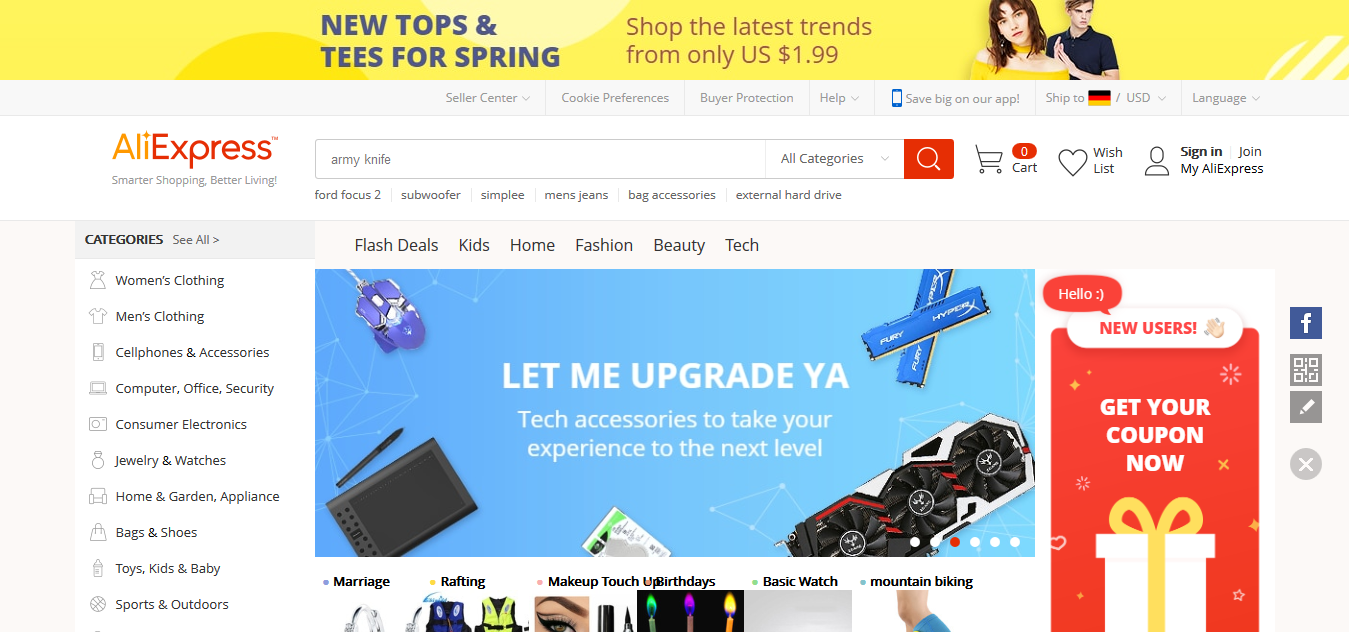 NEW TOPS &
TEES FOR SPRING
Shop the latest trends
from only US $1.99
Seller Center
Cookie Preferences
Buyer Protection
Help
Save big on our app!
Ship to / USD
Language
AliExpress™
Smarter Shopping, Better Living!
army knife
All Categories
0
Cart
Wish
List
Sign in
Join
My AliExpress
ford focus 2
subwoofer
simplee
mens jeans
bag accessories
external hard drive
CATEGORIES See All >
Women's Clothing
Men's Clothing
Cellphones & Accessories
Computer, Office, Security
Consumer Electronics
Jewelry & Watches
Home & Garden, Appliance
Bags & Shoes
Toys, Kids & Baby
Sports & Outdoors
Flash Deals
Kids
Home
Fashion
Beauty
Tech
LET ME UPGRADE YA
Tech accessories to take your
experience to the next level
HYPERX
FURY
HYPERX
FURY
Hello :)
NEW USERS!
GET YOUR
COUPON
NOW
f
Marriage
Rafting
Makeup Touch Up
Birthdays
Basic Watch
mountain biking